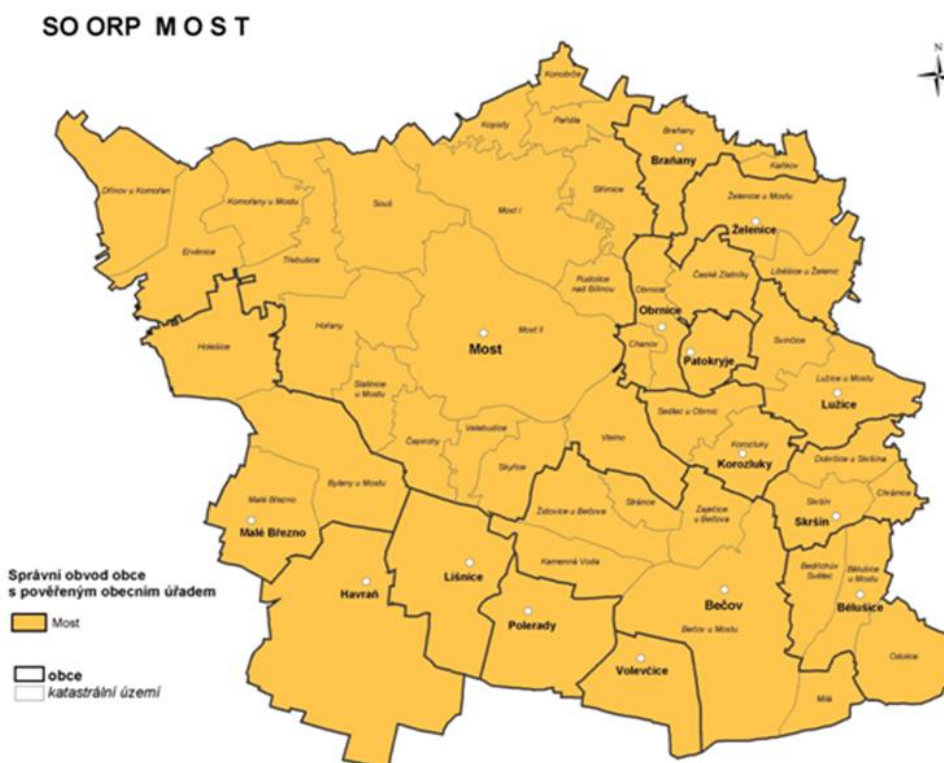 SO ORP MOST
N
Konobrže
Kopisty
Pařidla
Braňany
Braňany
Kaňkov
Dřínov u Komořan
Komořany u Mostu
Souš
Most I
Střimice
Želenice u Mostu
Želenice
Ervěnice
Třebušice
Rudolice
nad Bílinou
Obrnice
České Zlatníky
Liběšice u Želenic
Obrnice
Holešice
Hořany
Most II
Most
Chanov
Patokryje
Svinčice
Slatinice
u Mostu
Lužice u Mostu
Lužice
Čepirohy
Velebudice
Skyřice
Vtelno
Sedlec u Obrnic
Korozluky
Korozluky
Dobrčice u Skršína
Malé Březno
Malé Březno
Bylany u Mostu
Židovice u Bečova
Stránce
Zaječice
u Bečova
Skršín
Skršín
Chrámce
Kamenná Voda
Lišnice
Havraň
Polerady
Bečov
Bečov u Mostu
Bedřichův
Světec
Bělušice
u Mostu
Bělušice
Volevčice
Odolice
Milá
Správní obvod obce
s pověřeným obecním úřadem
Most
obce
katastrální území